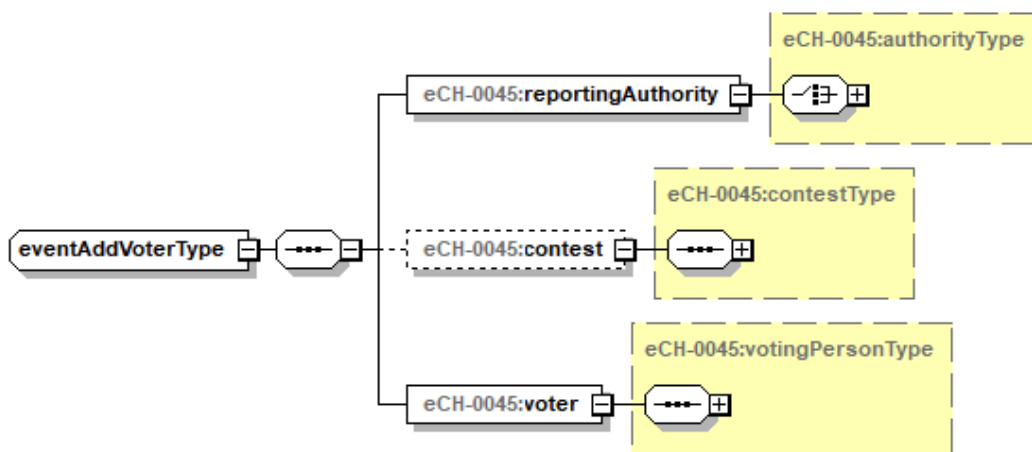 eCH-0045:authorityType
eCH-0045:reportingAuthority
eCH-0045:contestType
eventAddVoterType
eCH-0045:contest
eCH-0045:votingPersonType
eCH-0045:voter